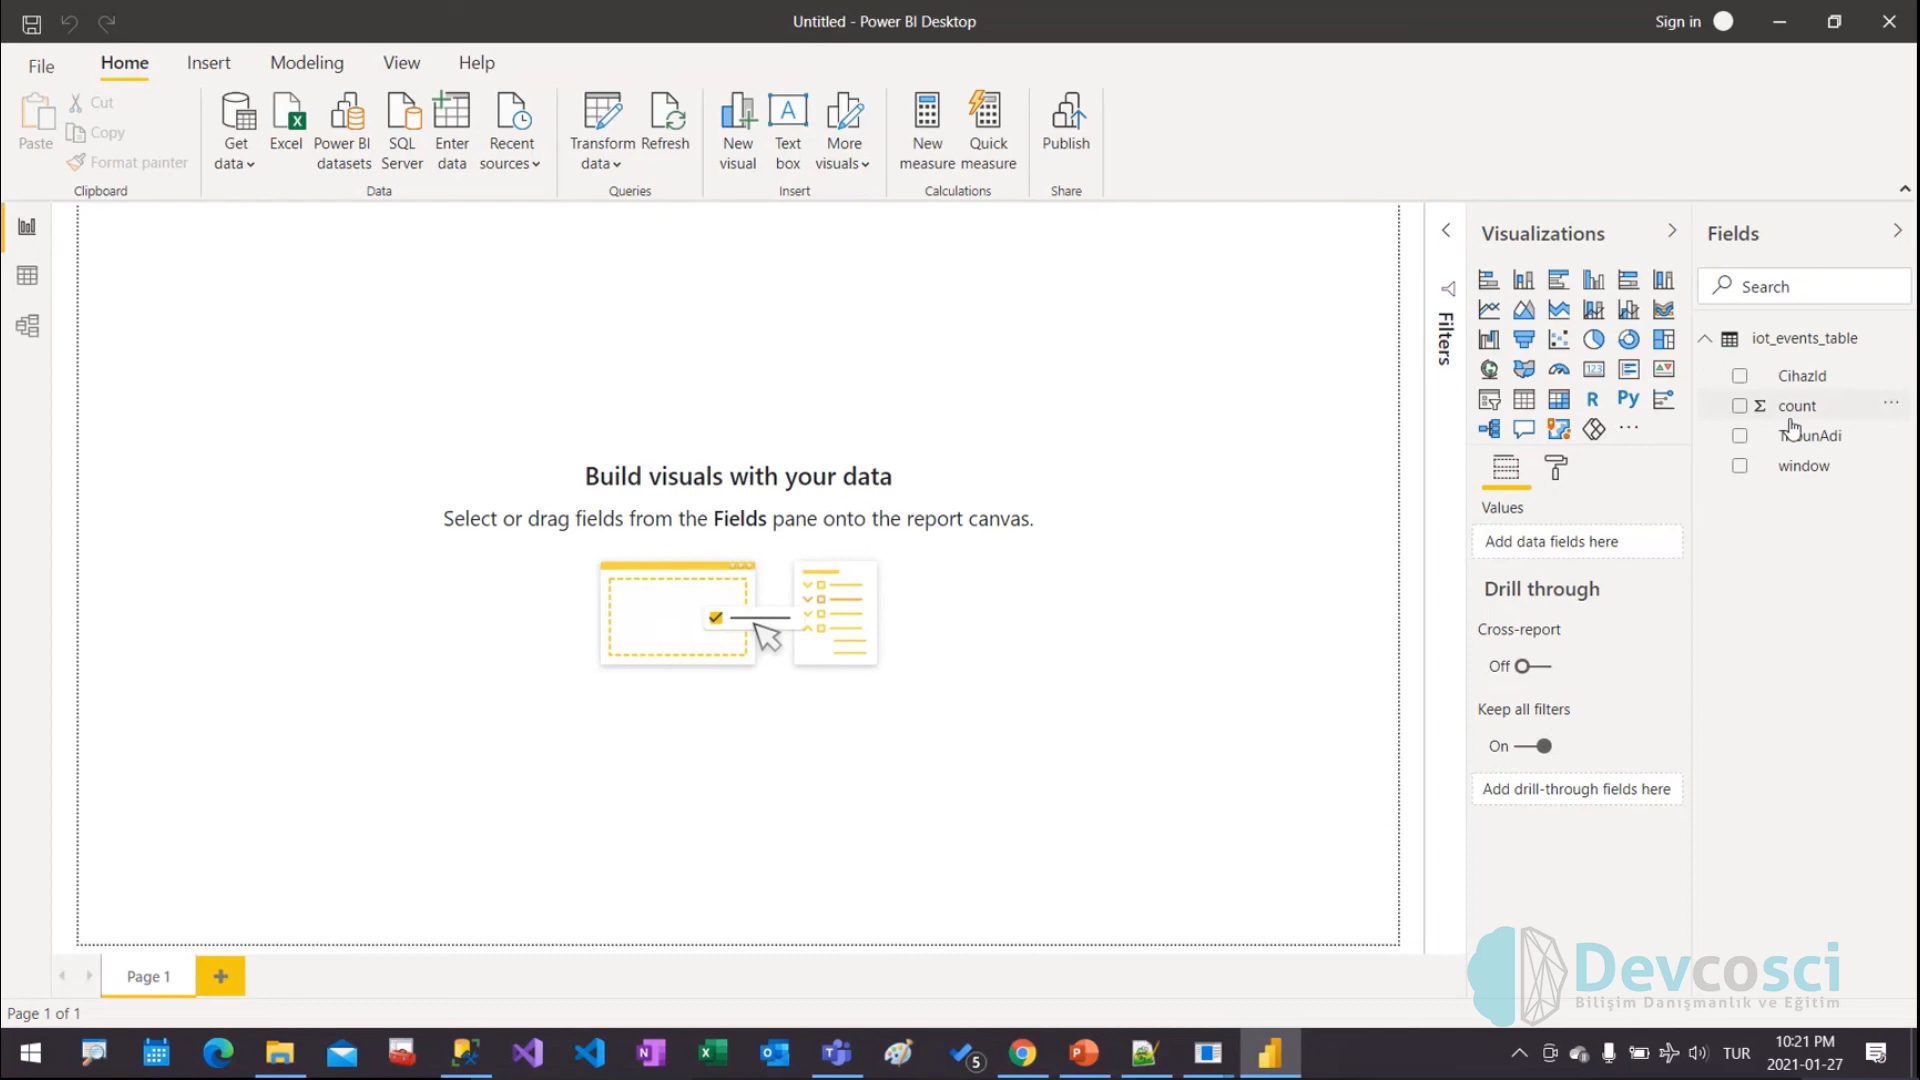 Untitled - Power BI Desktop
Sign in
File
Home
Insert
Modeling
View
Help
Paste
Cut
Copy
Format painter
Clipboard
Get data
Excel
Power BI datasets
SQL Server
Enter data
Recent sources
Data
Transform data
Refresh
Queries
New visual
Text box
More visuals
Insert
New measure
Quick measure
Calculations
Publish
Share
Build visuals with your data
Select or drag fields from the Fields pane onto the report canvas.
Filters
Visualizations
123
R
Py
Values
Add data fields here
Drill through
Cross-report
Off
Keep all filters
On
Add drill-through fields here
Fields
Search
iot_events_table
CihazId
Σ count
window
Page 1
Page 1 of 1
Devcosci
Bilişim Danışmanlık ve Eğitim
5
TUR
10:21 PM
2021-01-27